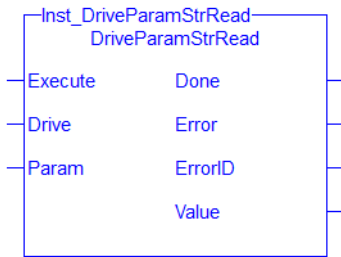 Inst_DriveParamStrRead
DriveParamStrRead
Execute Done
Drive Error
Param ErrorID
Value